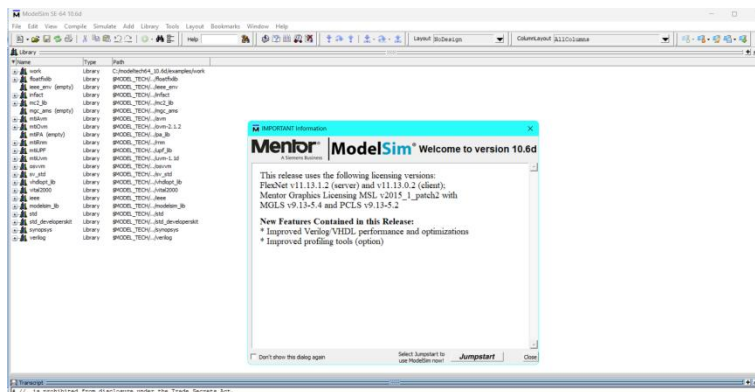 ModelSim SE-64 10.6d
File Edit View Compile Simulate Add Library Tools Layout Bookmarks Window Help
Help
Layout NoDesign
ColumnLayout AllColumns
Library
Name Type Path
work Library C:/modeltech64_10.6d/examples/work
floatfixlib Library $MODEL_TECH/../floatfixlib
ieee_env (empty) Library $MODEL_TECH/../ieee_env
infact Library $MODEL_TECH/../infact
mc2_lib Library $MODEL_TECH/../mc2_lib
mgc_ams (empty) Library $MODEL_TECH/../mgc_ams
mtiAvm Library $MODEL_TECH/../avm
mtiOvm Library $MODEL_TECH/../ovm-2.1.2
mtiPA (empty) Library $MODEL_TECH/../pa_lib
mtiRnm Library $MODEL_TECH/../rnm
mtiUPF Library $MODEL_TECH/../upf_lib
mtiUvm Library $MODEL_TECH/../uvm-1.1d
osvvm Library $MODEL_TECH/../osvvm
sv_std Library $MODEL_TECH/../sv_std
vhdlopt_lib Library $MODEL_TECH/../vhdlopt_lib
vital2000 Library $MODEL_TECH/../vital2000
ieee Library $MODEL_TECH/../ieee
modelsim_lib Library $MODEL_TECH/../modelsim_lib
std Library $MODEL_TECH/../std
std_developerskit Library $MODEL_TECH/../std_developerskit
synopsys Library $MODEL_TECH/../synopsys
verilog Library $MODEL_TECH/../verilog
IMPORTANT Information
Mentor®
A Siemens Business
ModelSim® Welcome to version 10.6d
This release uses the following licensing versions:
FlexNet v11.13.1.2 (server) and v11.13.0.2 (client);
Mentor Graphics Licensing MSL v2015_1_patch2 with
MGLS v9.13-5.4 and PCLS v9.13-5.2
New Features Contained in this Release:
* Improved Verilog/VHDL performance and optimizations
* Improved profiling tools (option)
Don't show this dialog again
Select Jumpstart to
use ModelSim now!
Jumpstart
Close
Transcript
# // is prohibited from disclosure under the Trade Secrets Act,